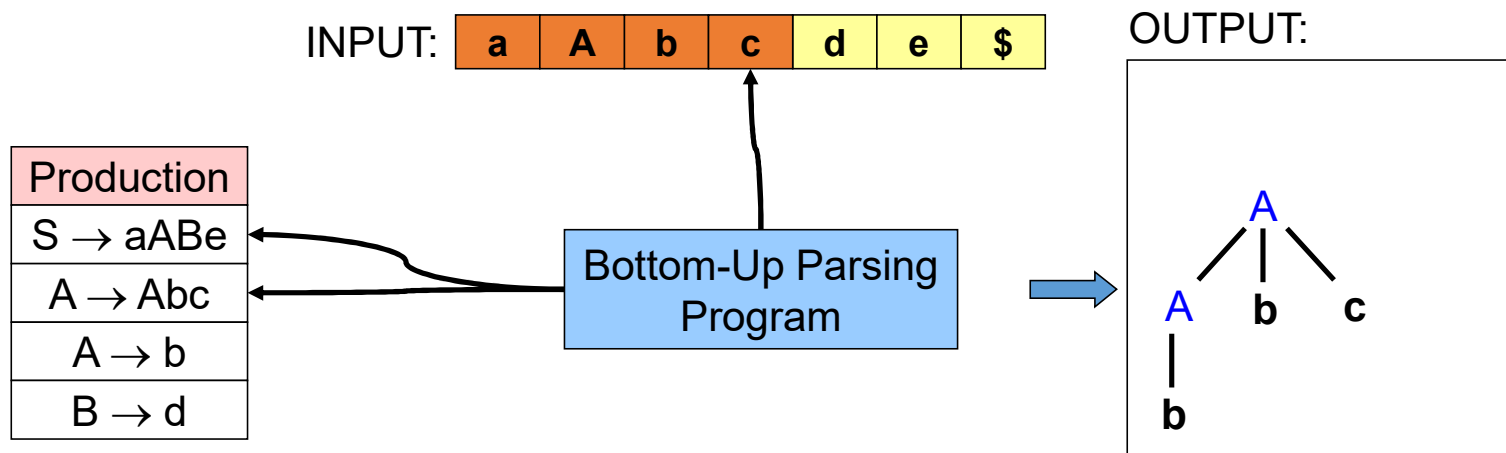 INPUT: a A b c d e $
OUTPUT:
Production
S → aABe
A → Abc
A → b
B → d
Bottom-Up Parsing
Program
A
A b c
b